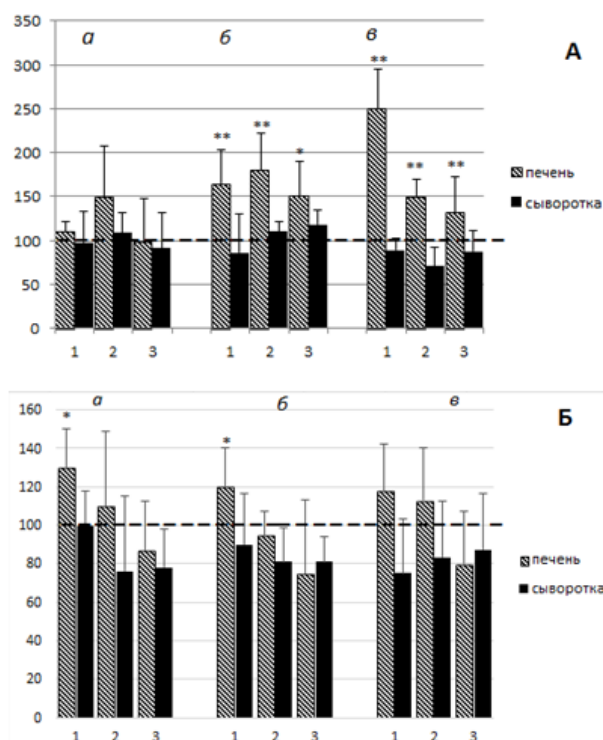 350
300
250
200
150
100
50
0
а б в
** ** * ** ** **
А
печень
сыворотка
1 2 3 1 2 3 1 2 3
160
140
120
100
80
60
40
20
0
а б в
* *
Б
печень
сыворотка
1 2 3 1 2 3 1 2 3